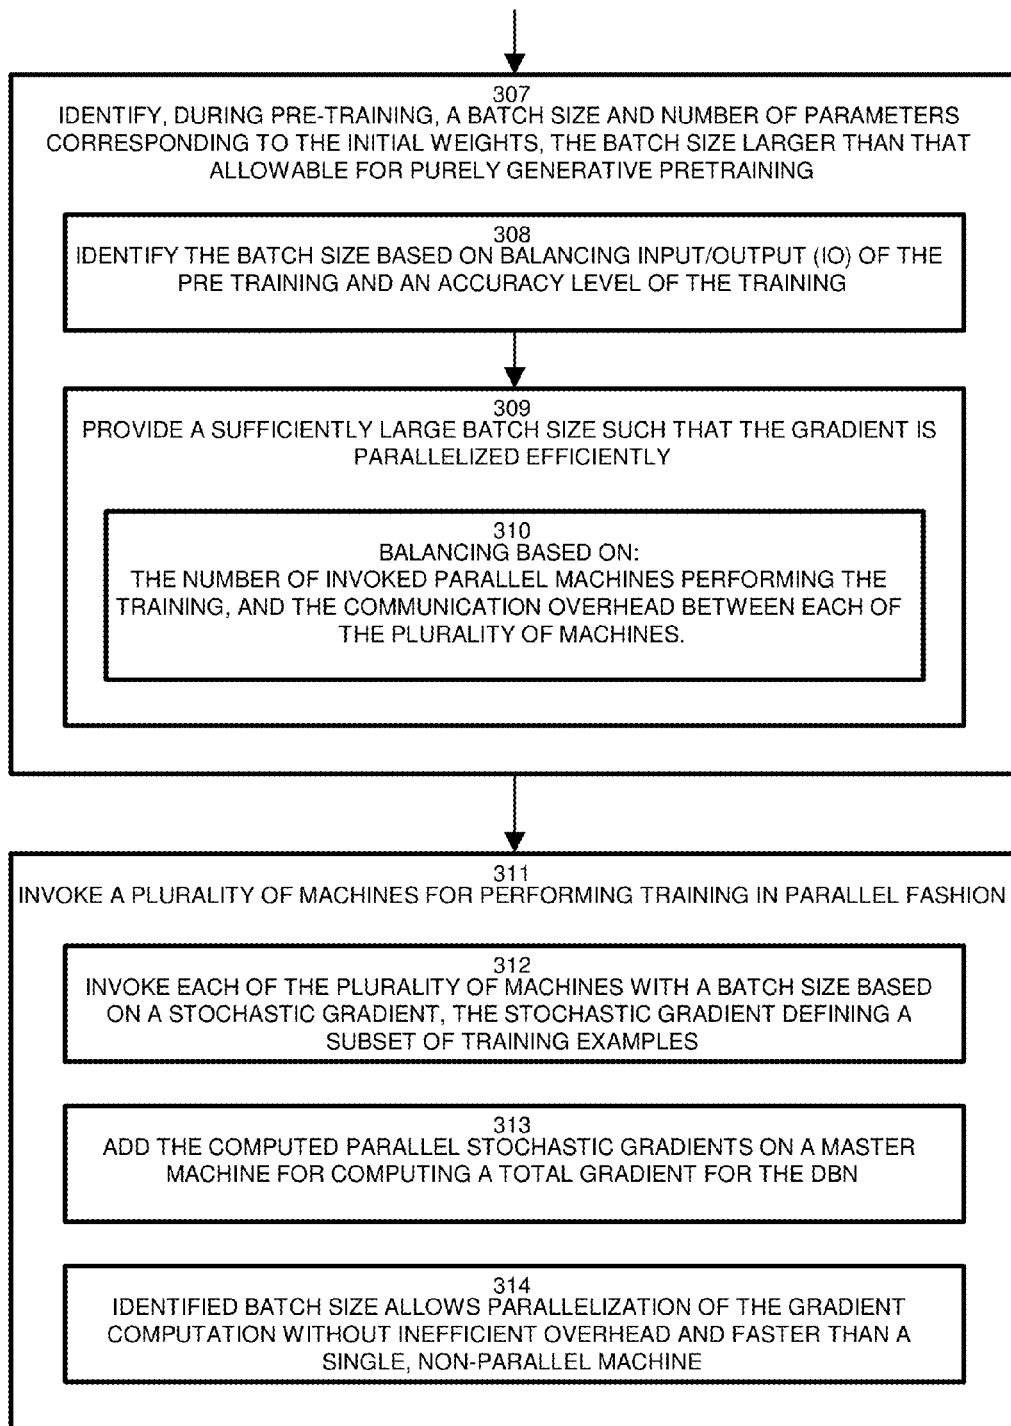 307
IDENTIFY, DURING PRE-TRAINING, A BATCH SIZE AND NUMBER OF PARAMETERS
CORRESPONDING TO THE INITIAL WEIGHTS, THE BATCH SIZE LARGER THAN THAT
ALLOWABLE FOR PURELY GENERATIVE PRETRAINING
308
IDENTIFY THE BATCH SIZE BASED ON BALANCING INPUT/OUTPUT (IO) OF THE
PRE TRAINING AND AN ACCURACY LEVEL OF THE TRAINING
309
PROVIDE A SUFFICIENTLY LARGE BATCH SIZE SUCH THAT THE GRADIENT IS
PARALLELIZED EFFICIENTLY
310
BALANCING BASED ON:
THE NUMBER OF INVOKED PARALLEL MACHINES PERFORMING THE
TRAINING, AND THE COMMUNICATION OVERHEAD BETWEEN EACH OF
THE PLURALITY OF MACHINES.
311
INVOKE A PLURALITY OF MACHINES FOR PERFORMING TRAINING IN PARALLEL FASHION
312
INVOKE EACH OF THE PLURALITY OF MACHINES WITH A BATCH SIZE BASED
ON A STOCHASTIC GRADIENT, THE STOCHASTIC GRADIENT DEFINING A
SUBSET OF TRAINING EXAMPLES
313
ADD THE COMPUTED PARALLEL STOCHASTIC GRADIENTS ON A MASTER
MACHINE FOR COMPUTING A TOTAL GRADIENT FOR THE DBN
314
IDENTIFIED BATCH SIZE ALLOWS PARALLELIZATION OF THE GRADIENT
COMPUTATION WITHOUT INEFFICIENT OVERHEAD AND FASTER THAN A
SINGLE, NON-PARALLEL MACHINE